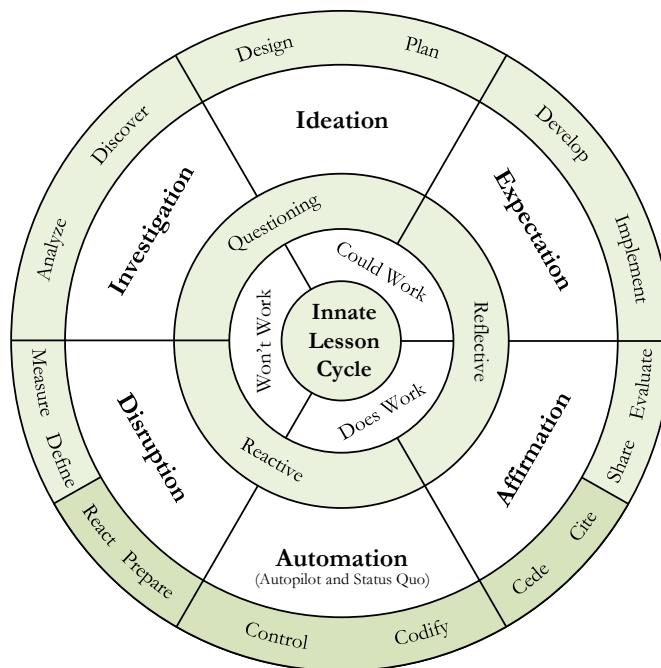 Design
Plan
Discover
Develop
Ideation
Investigation
Expectation
Analyze
Implement
Questioning
Could Work
Won't Work
Reflective
Innate
Lesson
Cycle
Does Work
Reactive
Measure
Define
Evaluate
Share
Disruption
Affirmation
React
Prepare
Cite
Cede
Automation
(Autopilot and Status Quo)
Control
Codify